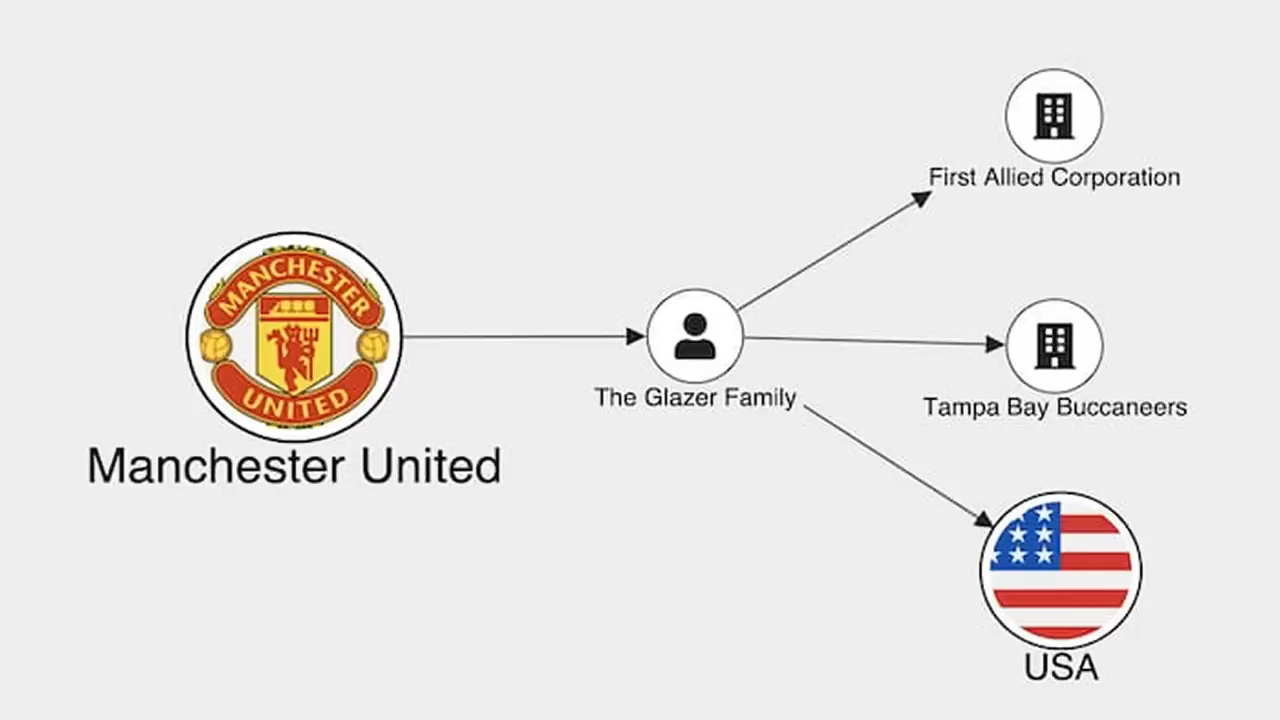 MANCHESTER
UNITED
Manchester United
The Glazer Family
First Allied Corporation
Tampa Bay Buccaneers
USA